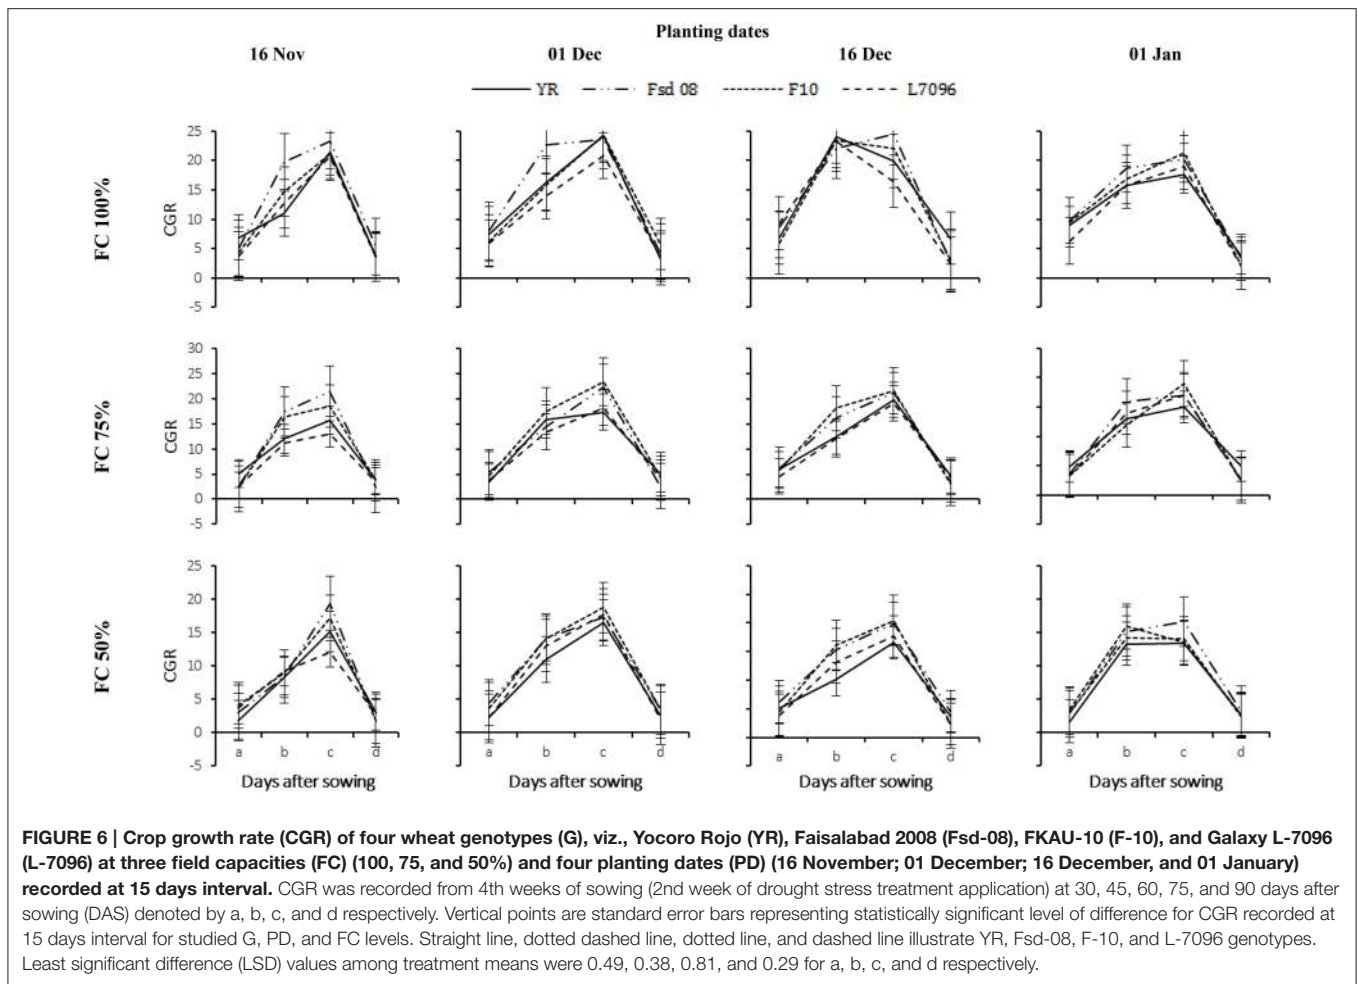 Planting dates
16 Nov 01 Dec 16 Dec 01 Jan
YR Fsd 08 F10 L7096
FC 100%
CGR
25
20
15
10
5
0
-5
FC 75%
CGR
30
25
20
15
10
5
0
-5
FC 50%
CGR
25
20
15
10
5
0
-5
a b c d a b c d a b c d a b c d
Days after sowing Days after sowing Days after sowing Days after sowing
FIGURE 6 | Crop growth rate (CGR) of four wheat genotypes (G), viz., Yocoro Rojo (YR), Faisalabad 2008 (Fsd-08), FKAU-10 (F-10), and Galaxy L-7096
(L-7096) at three field capacities (FC) (100, 75, and 50%) and four planting dates (PD) (16 November; 01 December; 16 December, and 01 January)
recorded at 15 days interval. CGR was recorded from 4th weeks of sowing (2nd week of drought stress treatment application) at 30, 45, 60, 75, and 90 days after
sowing (DAS) denoted by a, b, c, and d respectively. Vertical points are standard error bars representing statistically significant level of difference for CGR recorded at
15 days interval for studied G, PD, and FC levels. Straight line, dotted dashed line, dotted line, and dashed line illustrate YR, Fsd-08, F-10, and L-7096 genotypes.
Least significant difference (LSD) values among treatment means were 0.49, 0.38, 0.81, and 0.29 for a, b, c, and d respectively.